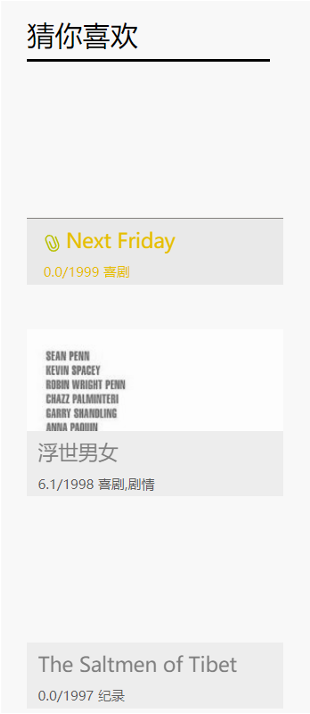 猜你喜欢
Next Friday
0.0/1999 喜剧
SEAN PENN
KEVIN SPACEY
ROBIN WRIGHT PENN
CHAZZ PALMINTERI
GARRY SHANDLING
ANNA PAQUIN
浮世男女
6.1/1998 喜剧,剧情
The Saltmen of Tibet
0.0/1997 纪录